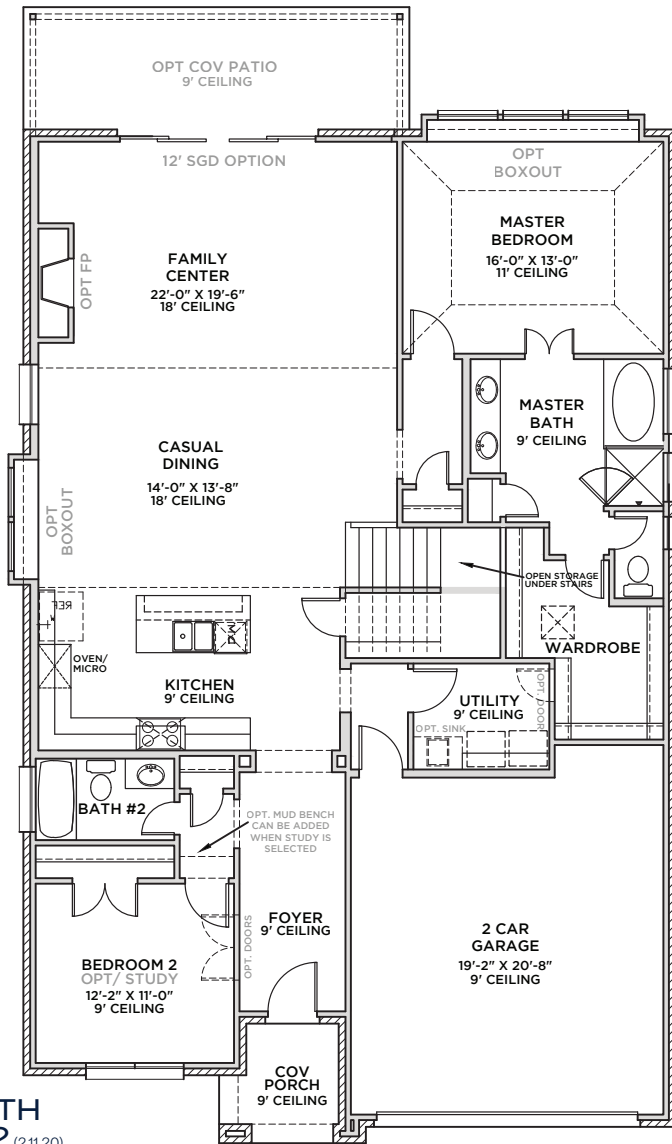 OPT COV PATIO
9' CEILING
12' SGD OPTION
OPT
BOXOUT
MASTER
BEDROOM
16'-0" X 13'-0"
11' CEILING
FAMILY
CENTER
22'-0" X 19'-6"
18' CEILING
OPT FP
MASTER
BATH
9' CEILING
CASUAL
DINING
14'-0" X 13'-8"
18' CEILING
OPT
BOXOUT
OPEN STORAGE
UNDER STAIRS
REF
DW
OVEN/
MICRO
WARDROBE
KITCHEN
9' CEILING
UTILITY
9' CEILING
OPT. DOOR
OPT. SINK
BATH #2
OPT. MUD BENCH
CAN BE ADDED
WHEN STUDY IS
SELECTED
FOYER
9' CEILING
OPT. DOORS
2 CAR
GARAGE
19'-2" X 20'-8"
9' CEILING
BEDROOM 2
OPT/ STUDY
12'-2" X 11'-0"
9' CEILING
COV
PORCH
9' CEILING
TH
(2.11.20)